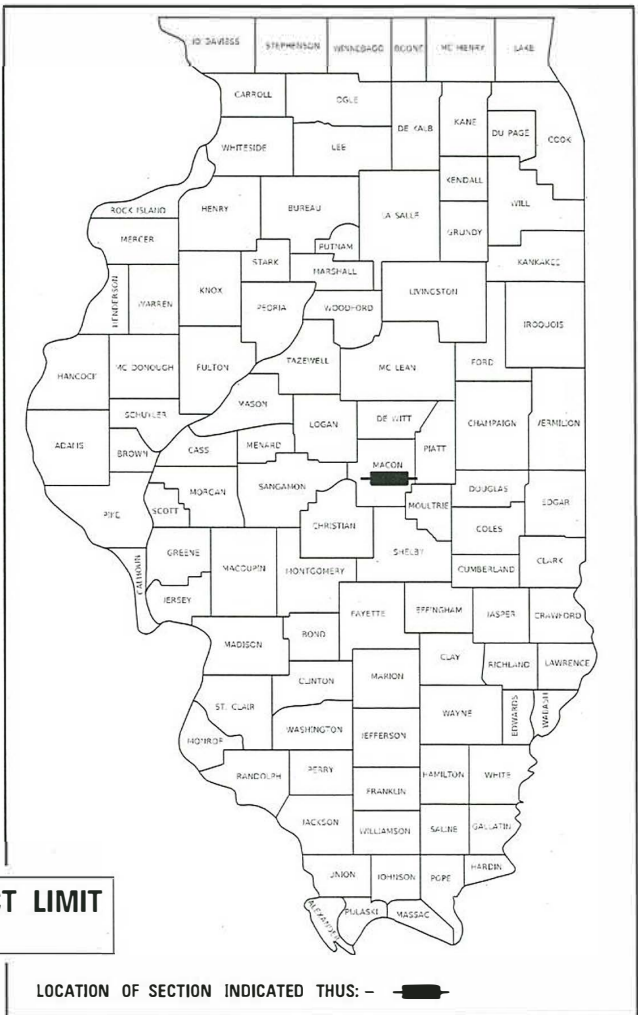 JO DAVIESS STEPHENSON WINNEBAGO BOONE MC HENRY LAKE
CARROLL OGLE DE KALB KANE DU PAGE COOK
WHITESIDE LEE
KENDALL
ROCK ISLAND HENRY BUREAU LA SALLE GRUNDY WILL
MERCER PUTNAM
STARK MARSHALL KANKAKEE
HENDERSON WARREN KNOX PEORIA WOODFORD LIVINGSTON IROQUOIS
HANCOCK MC DONOUGH FULTON TAZEWELL MC LEAN FORD
MASON
SCHUYLER LOGAN DE WITT CHAMPAIGN VERMILION
ADAMS BROWN CASS MENARD PIATT
MACON
PIKE SCOTT MORGAN SANGAMON MOULTRIE DOUGLAS EDGAR
CHRISTIAN COLES
CALHOUN GREENE MACOUPIN MONTGOMERY SHELBY CUMBERLAND CLARK
JERSEY
FAYETTE EFFINGHAM JASPER CRAWFORD
MADISON BOND
CLAY RICHLAND LAWRENCE
CLINTON MARION
ST. CLAIR WAYNE EDWARDS WABASH
MONROE WASHINGTON JEFFERSON
RANDOLPH PERRY HAMILTON WHITE
FRANKLIN
JACKSON WILLIAMSON SALINE GALLATIN
UNION JOHNSON POPE HARDIN
ALEXANDER PULASKI MASSAC
CT LIMIT
LOCATION OF SECTION INDICATED THUS: –